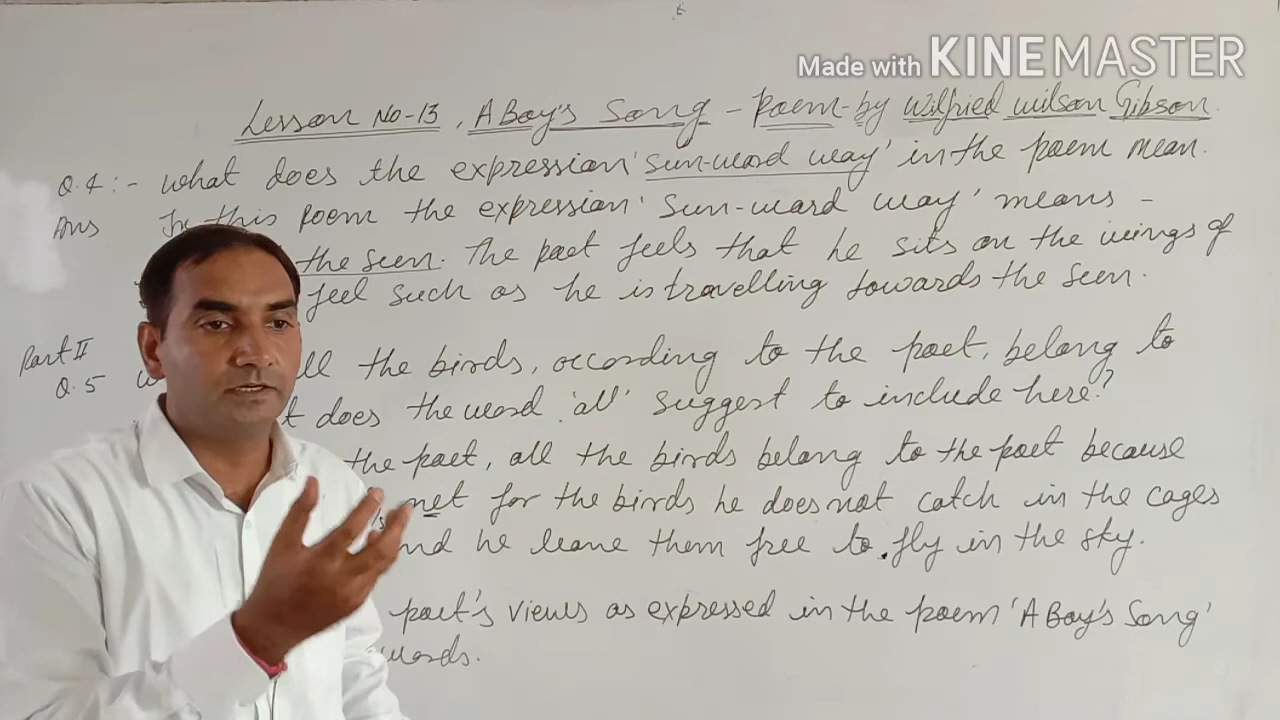 Made with KINEMASTER
Lesson No-13, A Boy's Song - Poem - by Wilfried Wilson Gibson.
Q.4 :- What does the expression 'sun-ward way' in the poem mean.
Ans In this poem the expression 'sun-ward way' means -
the sun. The poet feels that he sits on the wings of
feel such as he is travelling towards the sun.
Part II
Q.5 all the birds, according to the poet, belong to
does the word 'all' suggest to include here?
the poet, all the birds belong to the poet because
net for the birds he does not catch in the cages
and he leave them free to fly in the sky.
poet's views as expressed in the poem 'A Boy's Song'
words.